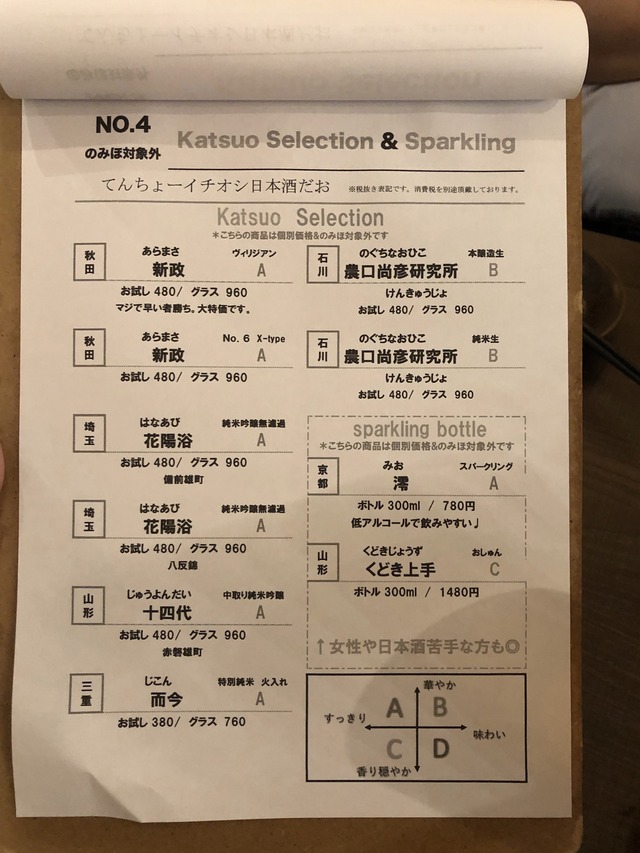 NO.4
のみほ対象外
Katsuo Selection & Sparkling
てんちょーイチオシ日本酒だお
※税抜き表記です。消費税を別途頂戴しております。
Katsuo Selection
*こちらの商品は個別価格&のみほ対象外です
秋田
あらまさ ヴィリジアン
新政 A
お試し 480/ グラス 960
マジで早い者勝ち。大特価です。
秋田
あらまさ No.6 X-type
新政 A
お試し 480/ グラス 960
埼玉
はなあび 純米吟醸無濾過
花陽浴 A
お試し 480/ グラス 960
備前雄町
埼玉
はなあび 純米吟醸無濾過
花陽浴 A
お試し 480/ グラス 960
八反錦
山形
じゅうよんだい 中取り純米吟醸
十四代 A
お試し 480/ グラス 960
赤磐雄町
三重
じこん 特別純米 火入れ
而今 A
お試し 380/ グラス 760
石川
のぐちなおひこ 本醸造生
農口尚彦研究所 B
けんきゅうじょ
お試し 480/ グラス 960
石川
のぐちなおひこ 純米生
農口尚彦研究所 B
けんきゅうじょ
お試し 480/ グラス 960
sparkling bottle
*こちらの商品は個別価格&のみほ対象外です
京都
みお スパークリング
澪 A
ボトル 300ml / 780円
低アルコールで飲みやすい♩
山形
くどきじょうず おしゅん
くどき上手 C
ボトル 300ml / 1480円
↑女性や日本酒苦手な方も◎
華やか
A B
すっきり 味わい
C D
香り穏やか